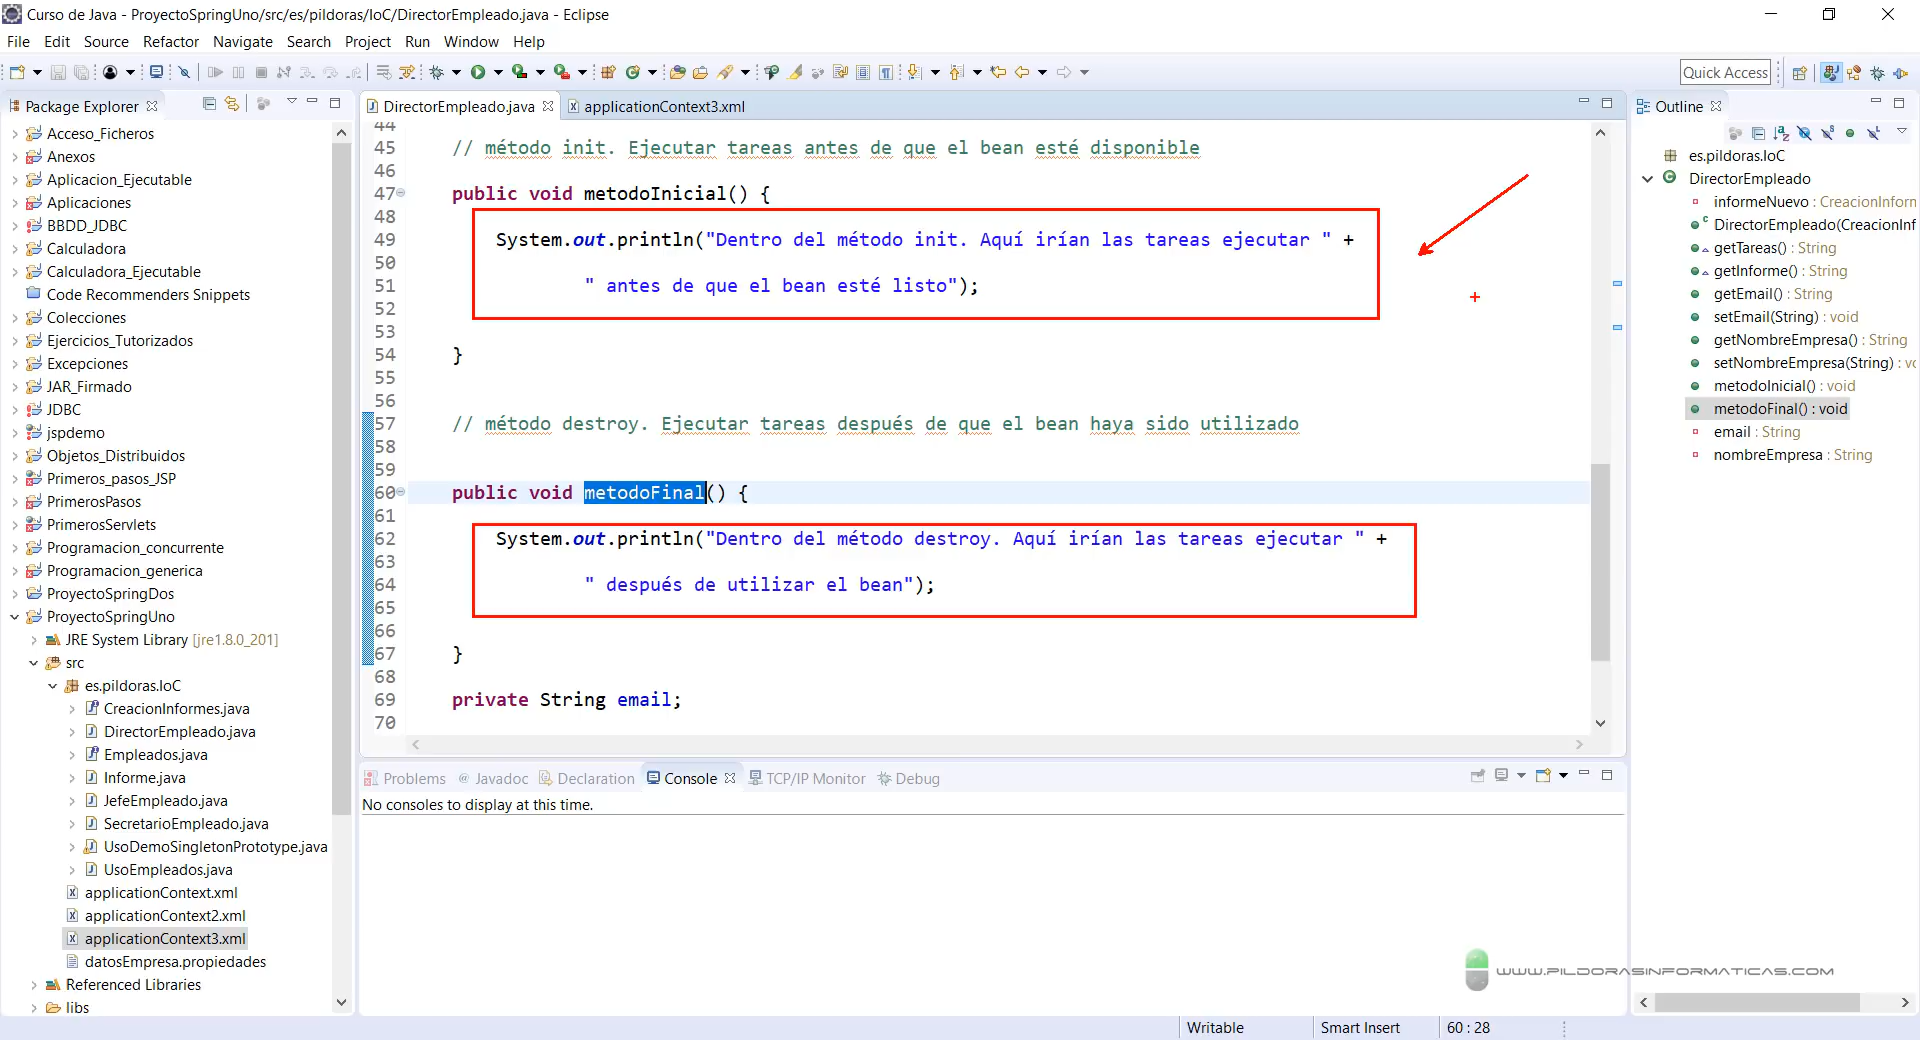 Curso de Java - ProyectoSpringUno/src/es/pildoras/IoC/DirectorEmpleado.java - Eclipse
File Edit Source Refactor Navigate Search Project Run Window Help
Quick Access
Package Explorer
Acceso_Ficheros
Anexos
Aplicacion_Ejecutable
Aplicaciones
BBDD_JDBC
Calculadora
Calculadora_Ejecutable
Code Recommenders Snippets
Colecciones
Ejercicios_Tutorizados
Excepciones
JAR_Firmado
JDBC
jspdemo
Objetos_Distribuidos
Primeros_pasos_JSP
PrimerosPasos
PrimerosServlets
Programacion_concurrente
Programacion_generica
ProyectoSpringDos
ProyectoSpringUno
JRE System Library [jre1.8.0_201]
src
es.pildoras.IoC
CreacionInformes.java
DirectorEmpleado.java
Empleados.java
Informe.java
JefeEmpleado.java
SecretarioEmpleado.java
UsoDemoSingletonPrototype.java
UsoEmpleados.java
applicationContext.xml
applicationContext2.xml
applicationContext3.xml
datosEmpresa.propiedades
Referenced Libraries
libs
DirectorEmpleado.java applicationContext3.xml
44
45 // método init. Ejecutar tareas antes de que el bean esté disponible
46
47 public void metodoInicial() {
48
49 System.out.println("Dentro del método init. Aquí irían las tareas ejecutar " +
50
51 " antes de que el bean esté listo");
52
53
54 }
55
56
57 // método destroy. Ejecutar tareas después de que el bean haya sido utilizado
58
59
60 public void metodoFinal() {
61
62 System.out.println("Dentro del método destroy. Aquí irían las tareas ejecutar " +
63
64 " después de utilizar el bean");
65
66
67 }
68
69 private String email;
70
Problems @ Javadoc Declaration Console TCP/IP Monitor Debug
No consoles to display at this time.
Outline
es.pildoras.IoC
DirectorEmpleado
informeNuevo : CreacionInforn
DirectorEmpleado(CreacionInf
getTareas() : String
getInforme() : String
getEmail() : String
setEmail(String) : void
getNombreEmpresa() : String
setNombreEmpresa(String) : vo
metodoInicial() : void
metodoFinal() : void
email : String
nombreEmpresa : String
WWW.PILDORASINFORMATICAS.COM
Writable Smart Insert 60 : 28